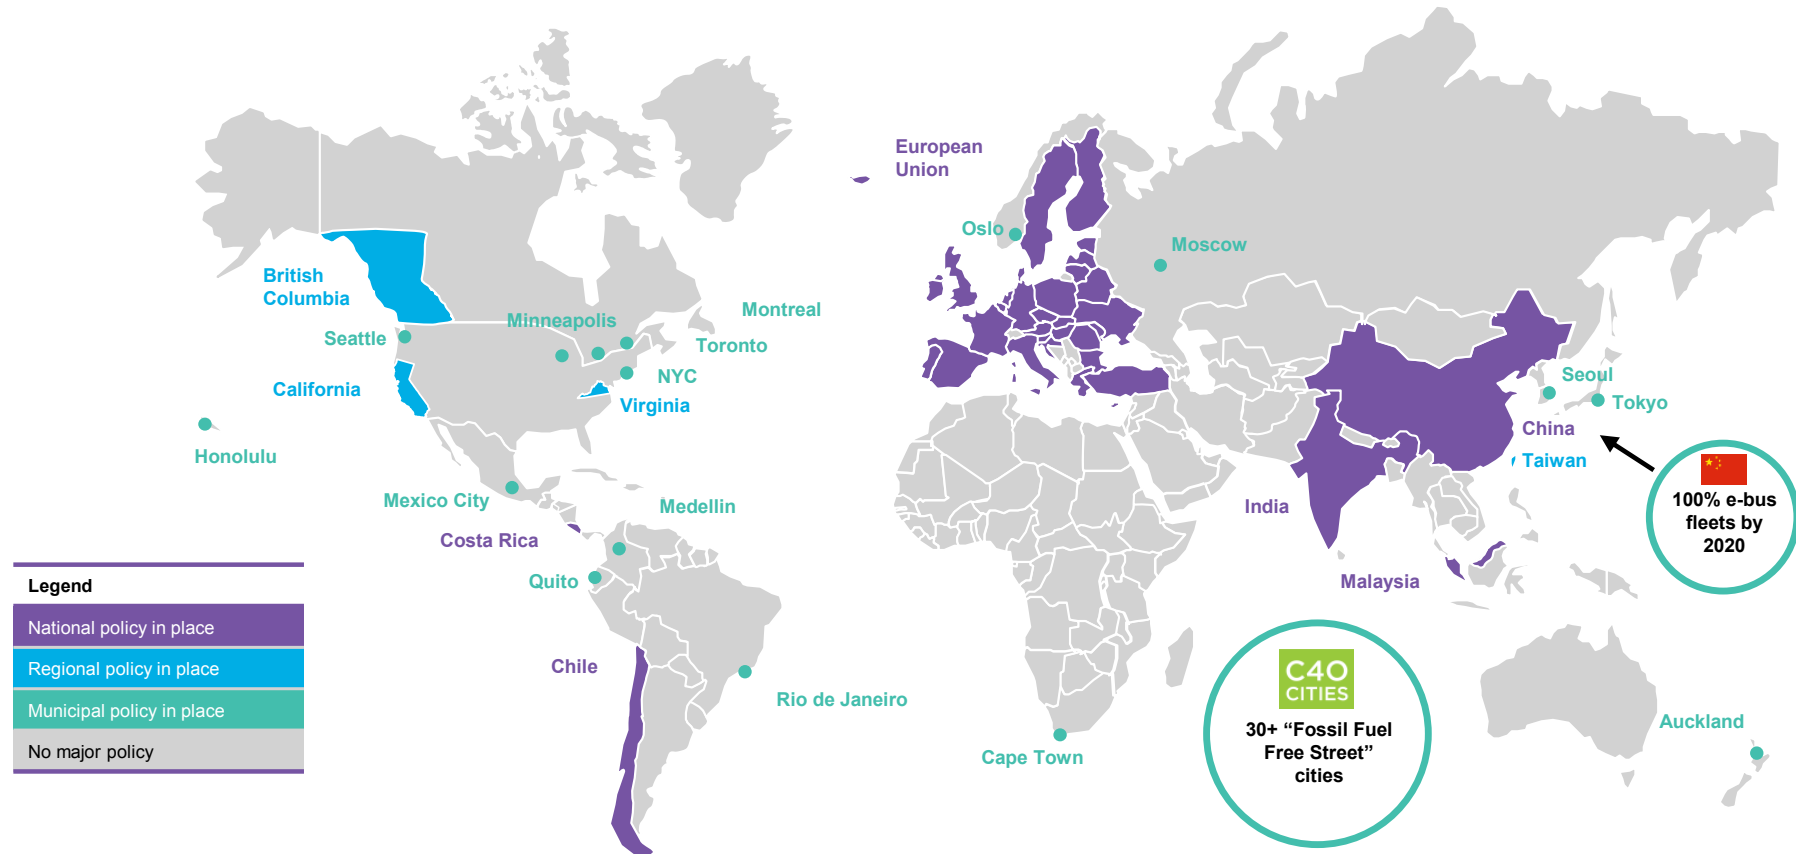 European
Union
Oslo
Moscow
British
Columbia
Montreal
Minneapolis
Seattle
Toronto
NYC
California
Virginia
Seoul
Tokyo
China
Honolulu
Taiwan
Mexico City
Medellin
India
100% e-bus
fleets by
2020
Costa Rica
Quito
Malaysia
Legend
National policy in place
Regional policy in place
Municipal policy in place
No major policy
Chile
Rio de Janeiro
Cape Town
C40
CITIES
30+ “Fossil Fuel
Free Street”
cities
Auckland